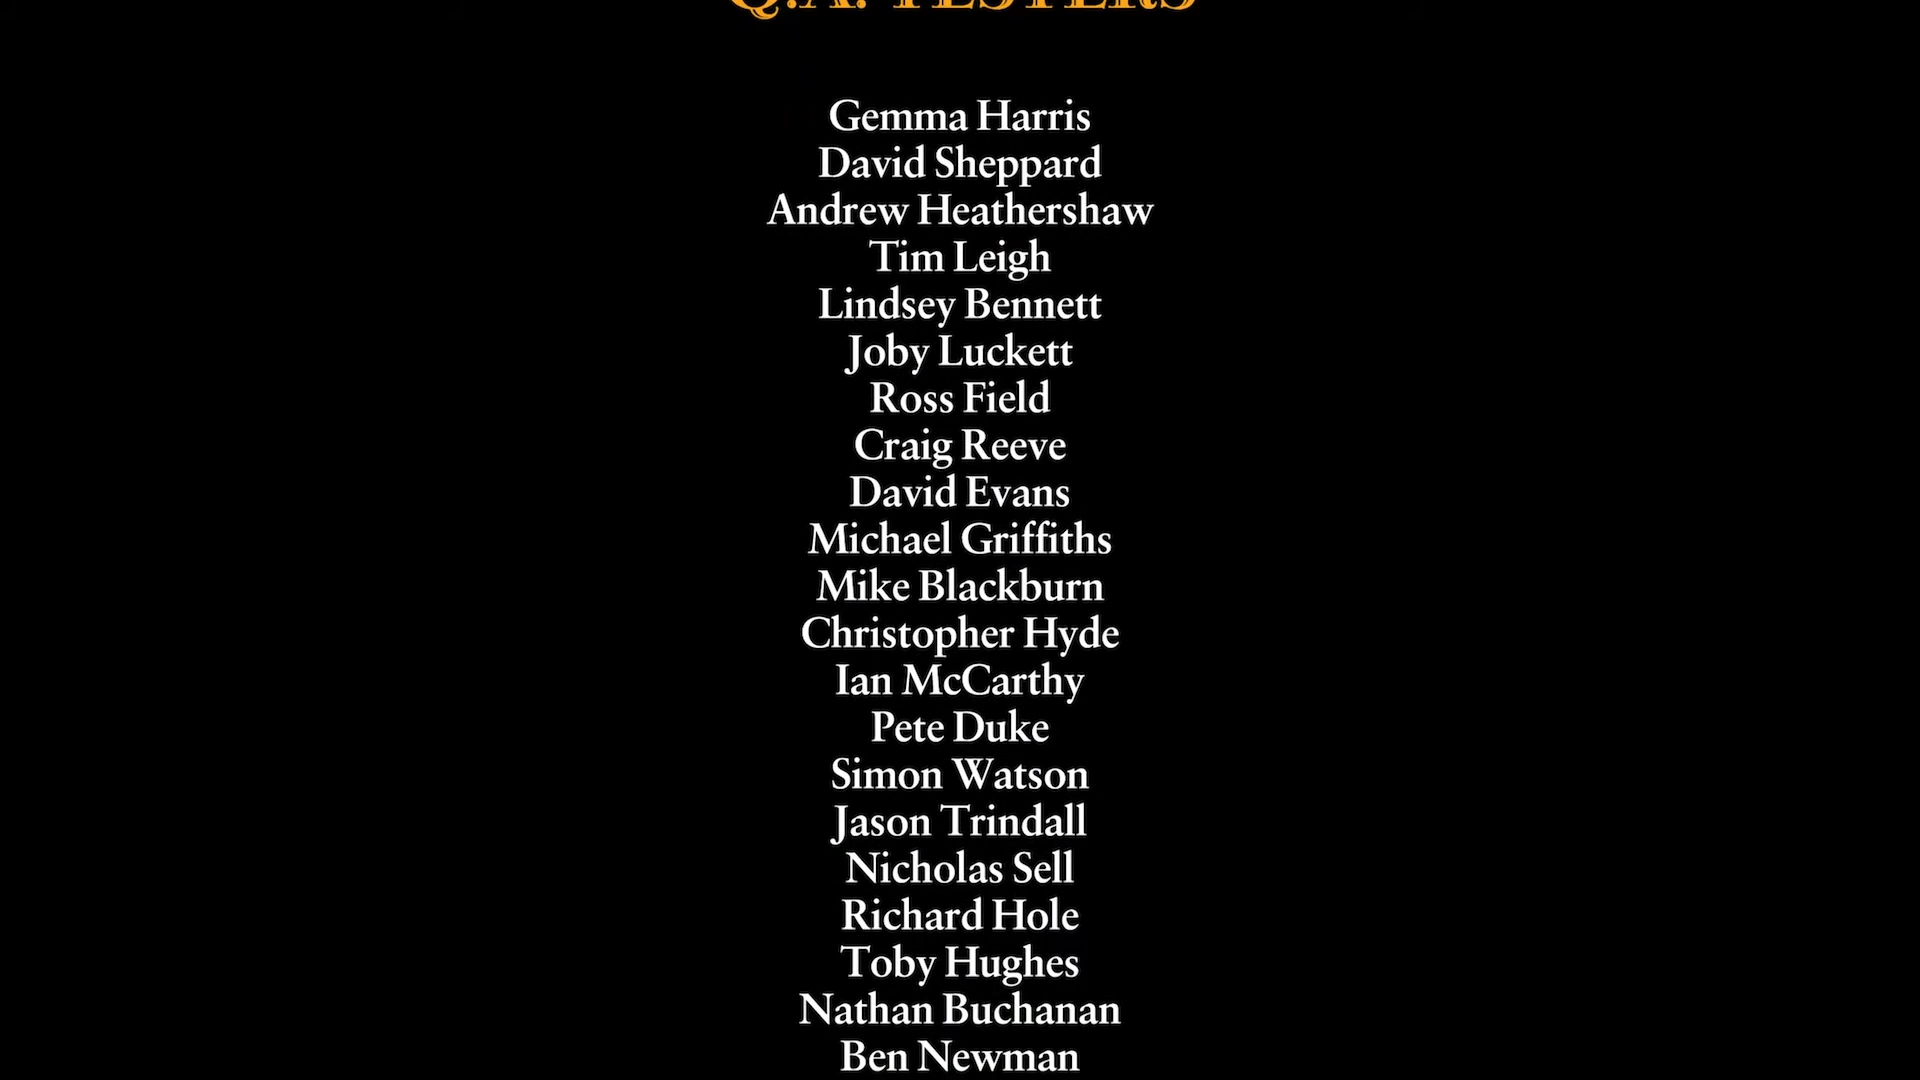 Q.A. TESTERS
Gemma Harris
David Sheppard
Andrew Heathershaw
Tim Leigh
Lindsey Bennett
Joby Luckett
Ross Field
Craig Reeve
David Evans
Michael Griffiths
Mike Blackburn
Christopher Hyde
Ian McCarthy
Pete Duke
Simon Watson
Jason Trindall
Nicholas Sell
Richard Hole
Toby Hughes
Nathan Buchanan
Ben Newman